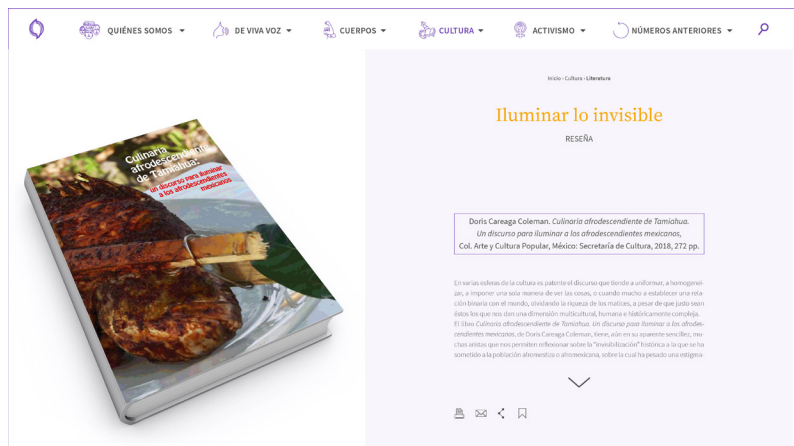 QUIÉNES SOMOS
DE VIVA VOZ
CUERPOS
CULTURA
ACTIVISMO
NÚMEROS ANTERIORES
Culinaria
afrodescendiente
de Tamiahua:
un discurso para iluminar
a los afrodescendientes
mexicanos
Inicio › Cultura › Literatura
Iluminar lo invisible
RESEÑA
Doris Careaga Coleman. Culinaria afrodescendiente de Tamiahua.
Un discurso para iluminar a los afrodescendientes mexicanos,
Col. Arte y Cultura Popular, México: Secretaría de Cultura, 2018, 272 pp.
En varias esferas de la cultura es patente el discurso que tiende a uniformar, a homogenei-
zar, a imponer una sola manera de ver las cosas, o cuando mucho a establecer una rela-
ción binaria con el mundo, olvidando la riqueza de los matices, a pesar de que justo sean
éstos los que nos dan una dimensión multicultural, humana e históricamente compleja.
El libro Culinaria afrodescendiente de Tamiahua. Un discurso para iluminar a los afrodes-
cendientes mexicanos, de Doris Careaga Coleman, tiene, aún en su aparente sencillez, mu-
chas aristas que nos permiten reflexionar sobre la "invisibilización" histórica a la que se ha
sometido a la población afromestiza o afromexicana, sobre la cual ha pesado una estigma-